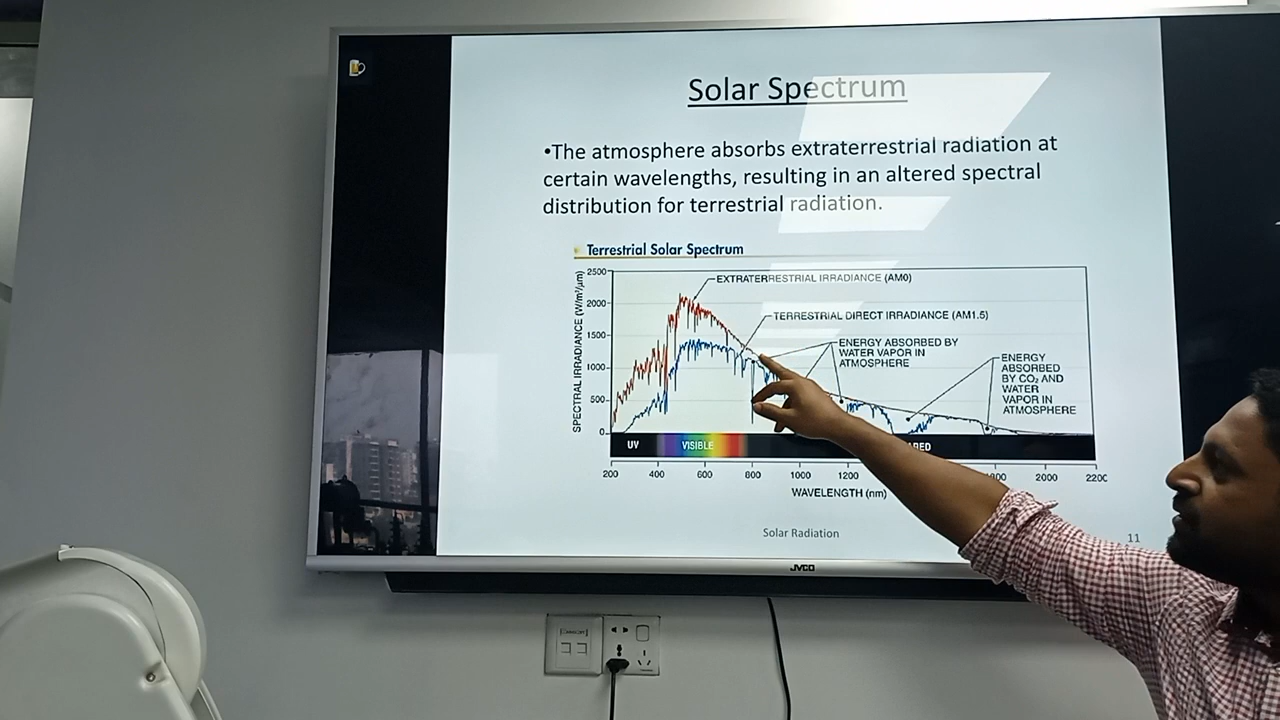 Solar Spectrum
•The atmosphere absorbs extraterrestrial radiation at
certain wavelengths, resulting in an altered spectral
distribution for terrestrial radiation.
Terrestrial Solar Spectrum
SPECTRAL IRRADIANCE (W/m²/µm)
2500
2000
1500
1000
500
0
EXTRATERRESTRIAL IRRADIANCE (AM0)
TERRESTRIAL DIRECT IRRADIANCE (AM1.5)
ENERGY ABSORBED BY
WATER VAPOR IN
ATMOSPHERE
ENERGY
ABSORBED
BY CO₂ AND
WATER
VAPOR IN
ATMOSPHERE
UV VISIBLE
200 400 600 800 1000 1200 2000
WAVELENGTH (nm)
Solar Radiation
11
JVCO